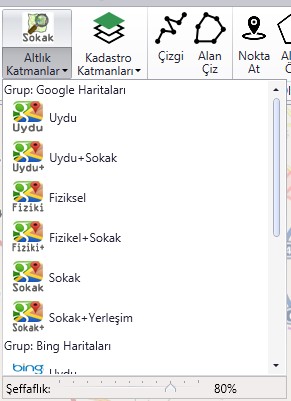 Sokak
Altlık
Katmanlar
Kadastro
Katmanları
Çizgi
Alan
Çiz
Nokta
At
Grup: Google Haritaları
Uydu
Uydu
Uydu+
Uydu+Sokak
Fiziki
Fiziksel
Fiziki+
Fizikel+Sokak
Sokak
Sokak
Sokak+
Sokak+Yerleşim
Grup: Bing Haritaları
bing
Uydu
Şeffaflık:
80%